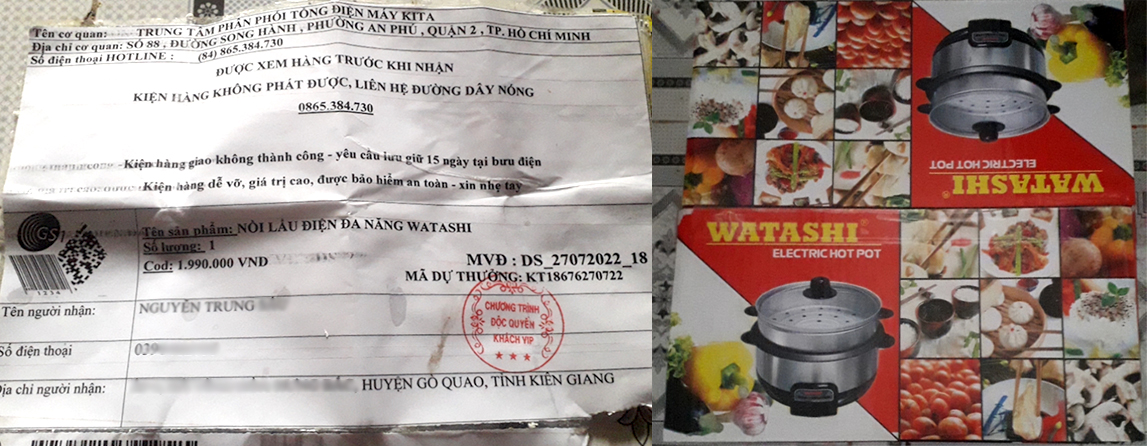 Tên cơ quan: TRUNG TÂM PHÂN PHỐI TỔNG ĐIỆN MÁY KITA
Địa chỉ cơ quan: SỐ 88 , ĐƯỜNG SONG HÀNH , PHƯỜNG AN PHÚ , QUẬN 2 , TP. HỒ CHÍ MINH
Số điện thoại HOTLINE : (84) 865.384.730
ĐƯỢC XEM HÀNG TRƯỚC KHI NHẬN
KIỆN HÀNG KHÔNG PHÁT ĐƯỢC, LIÊN HỆ ĐƯỜNG DÂY NÓNG
0865.384.730
Kiện hàng giao không thành công - yêu cầu lưu giữ 15 ngày tại bưu điện
Kiện hàng dễ vỡ, giá trị cao, được bảo hiểm an toàn - xin nhẹ tay
GS1
Tên sản phẩm: NỒI LẨU ĐIỆN ĐA NĂNG WATASHI
Số lượng: 1
Cod: 1.990.000 VNĐ
MVĐ : DS_27072022_18
MÃ DỰ THƯỞNG: KT18676270722
Tên người nhận: NGUYỄN TRUNG
CHƯƠNG TRÌNH
ĐỘC QUYỀN
KHÁCH VIP
Số điện thoại 039
Địa chỉ người nhận: , HUYỆN GÒ QUAO, TỈNH KIÊN GIANG
ELECTRIC HOT POT
WATASHI
WATASHI
ELECTRIC HOT POT